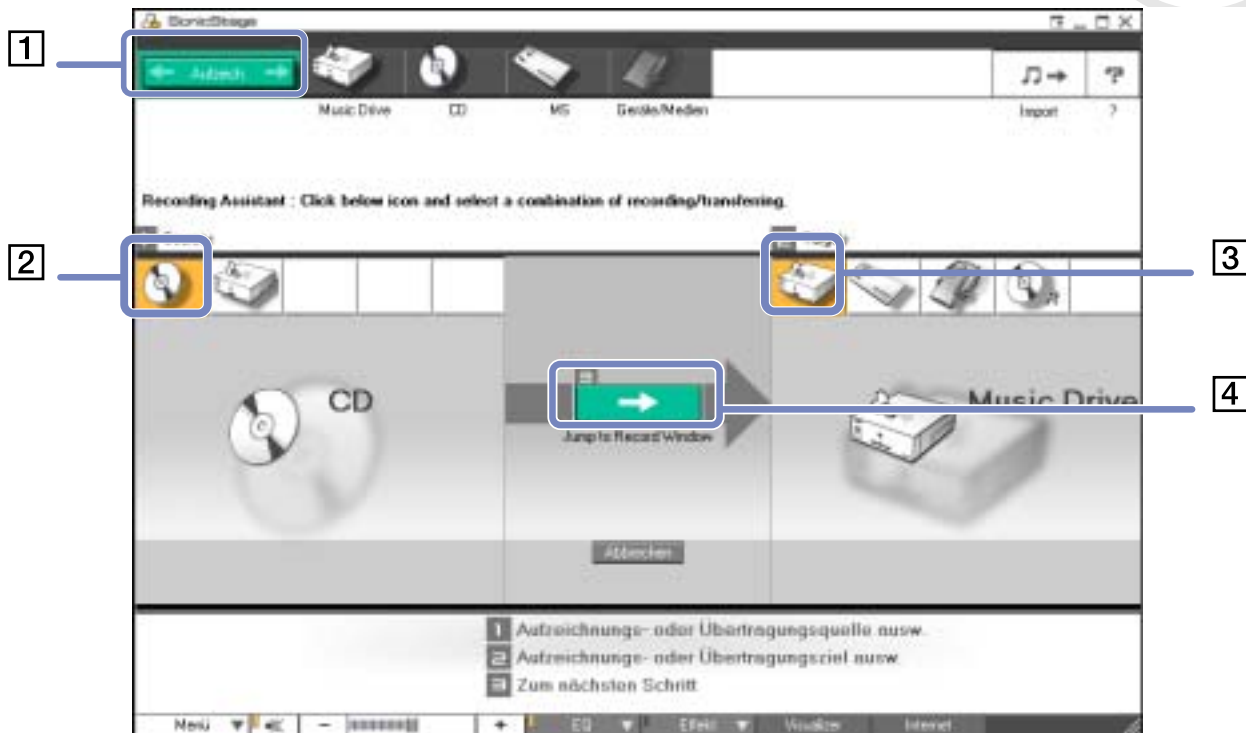 SonicStage
1
Aufzeich
Music Drive
CD
MS
Geräte/Medien
Import
?
Recording Assistant : Click below icon and select a combination of recording/transferring.
2
3
CD
Music Drive
4
Jump to Record Window
Abbrechen
1 Aufzeichnungs- oder Übertragungsquelle ausw.
2 Aufzeichnungs- oder Übertragungsziel ausw.
3 Zum nächsten Schritt
Menü
EQ
Effekt
Visualizer
Internet